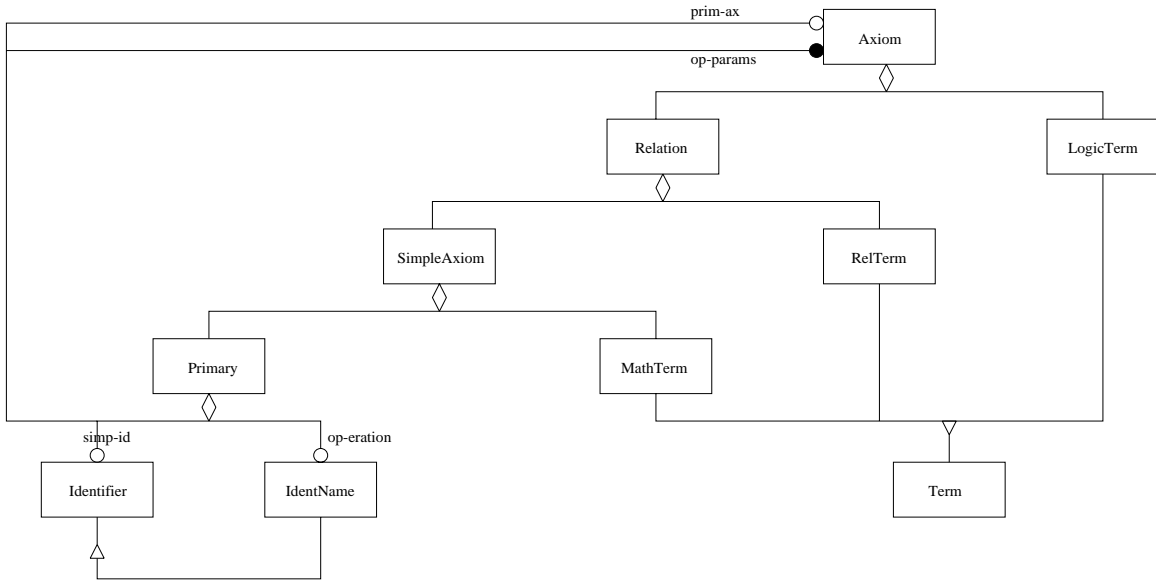 prim-ax
Axiom
op-params
Relation
LogicTerm
SimpleAxiom
RelTerm
Primary
MathTerm
simp-id
op-eration
Identifier
IdentName
Term